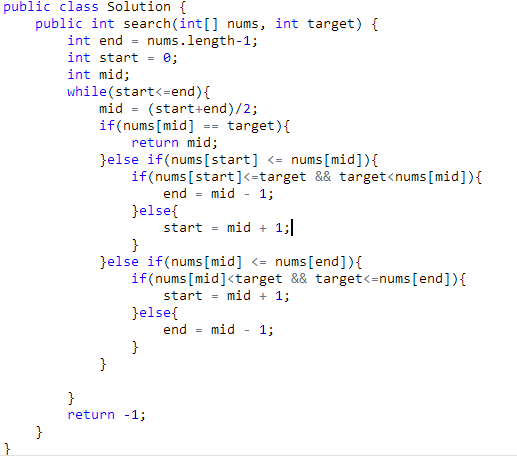 public class Solution {
    public int search(int[] nums, int target) {
        int end = nums.length-1;
        int start = 0;
        int mid;
        while(start<=end){
            mid = (start+end)/2;
            if(nums[mid] == target){
                return mid;
            }else if(nums[start] <= nums[mid]){
                if(nums[start]<=target && target<nums[mid]){
                    end = mid - 1;
                }else{
                    start = mid + 1;
                }
            }else if(nums[mid] <= nums[end]){
                if(nums[mid]<target && target<=nums[end]){
                    start = mid + 1;
                }else{
                    end = mid - 1;
                }
            }

        }
        return -1;
    }
}